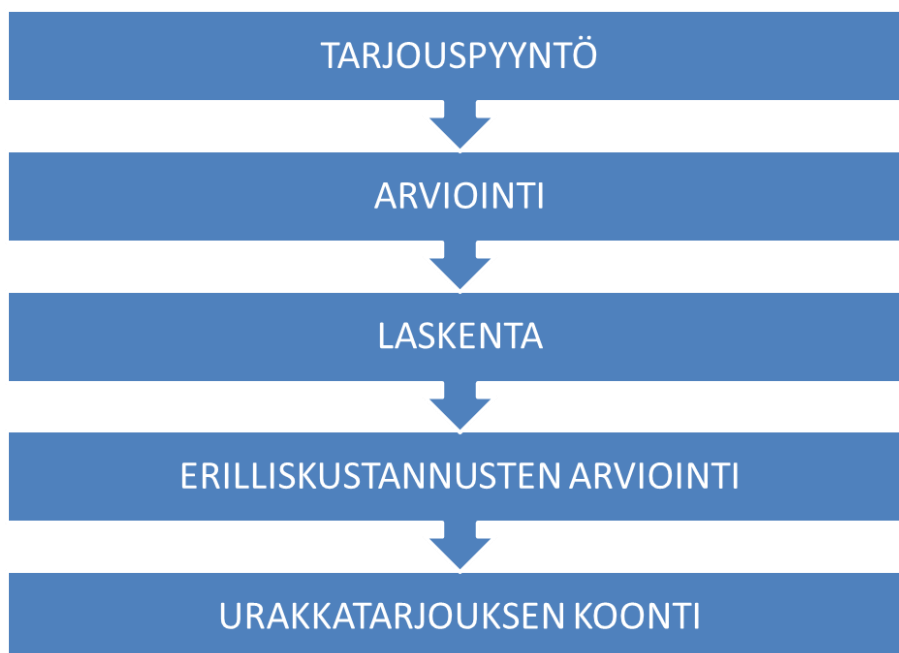 TARJOUSPYYNTÖ
ARVIOINTI
LASKENTA
ERILLISKUSTANNUSTEN ARVIOINTI
URAKKATARJOUKSEN KOONTI